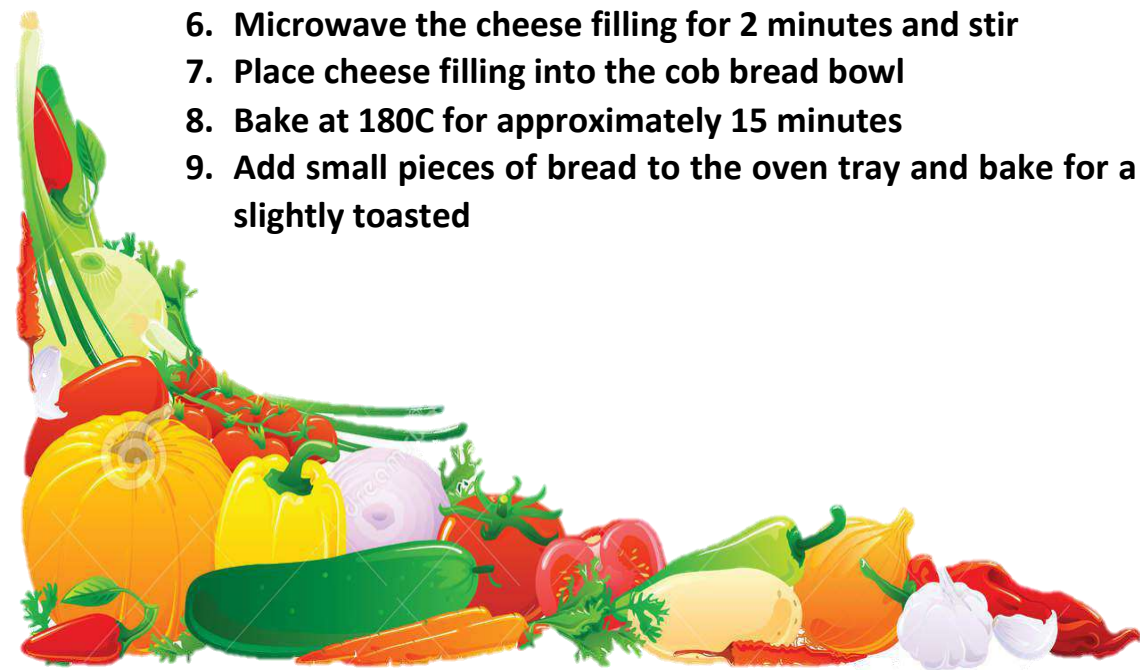 6. Microwave the cheese filling for 2 minutes and stir
7. Place cheese filling into the cob bread bowl
8. Bake at 180C for approximately 15 minutes
9. Add small pieces of bread to the oven tray and bake for a
slightly toasted